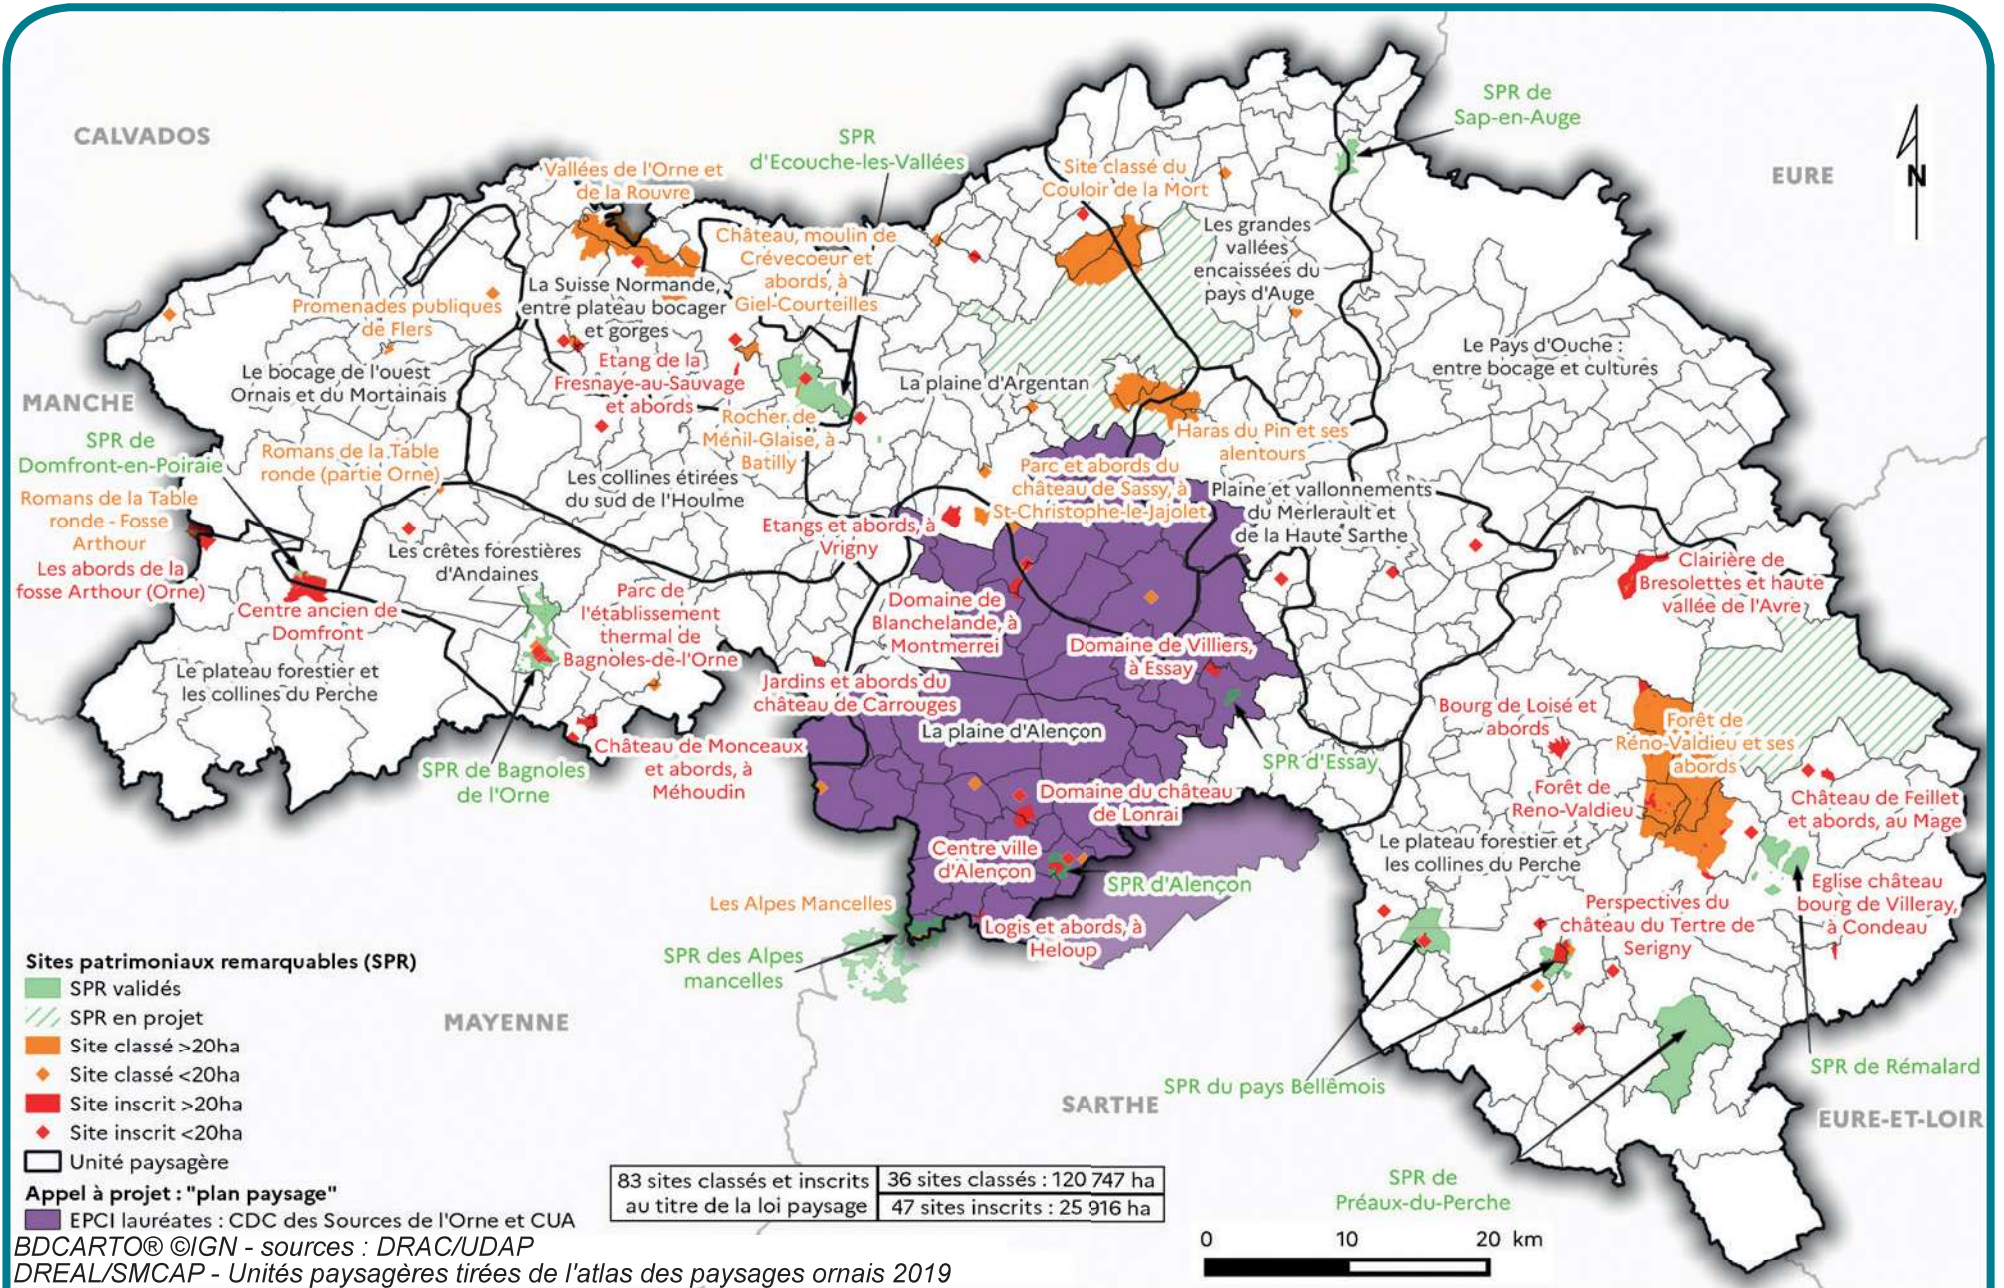 CALVADOS
SPR de
Sap-en-Auge
SPR
d'Ecouche-les-Vallées
EURE
N
Vallées de l'Orne et
de la Rouvre
Site classé du
Couloir de la Mort
Château, moulin de
Crévecoeur et
abords, à
Giel-Courteilles
Les grandes
vallées
encaissées du
pays d'Auge
La Suisse Normande,
entre plateau bocager
et gorges
Promenades publiques
de Flers
Le bocage de l'ouest
Ornais et du Mortainais
Etang de la
Fresnaye-au-Sauvage
et abords
Le Pays d'Ouche :
entre bocage et cultures
La plaine d'Argentan
MANCHE
SPR de
Domfront-en-Poiraie
Rocher de
Ménil-Glaise, à
Batilly
Haras du Pin et ses
alentours
Romans de la Table
ronde (partie Orne)
Les collines étirées
du sud de l'Houlme
Parc et abords du
château de Sassy, à
St-Christophe-le-Jajolet
Plaine et vallonnements
du Merlerault et
de la Haute Sarthe
Romans de la Table
ronde - Fosse
Arthour
Etangs et abords, à
Vrigny
Les crêtes forestières
d'Andaines
Les abords de la
fosse Arthour (Orne)
Centre ancien de
Domfront
Parc de
l'établissement
thermal de
Bagnoles-de-l'Orne
Domaine de
Blanchelande, à
Montmerrei
Domaine de Villiers,
à Essay
Clairière de
Bresolettes et haute
vallée de l'Avre
Le plateau forestier et
les collines du Perche
Jardins et abords du
château de Carrouges
La plaine d'Alençon
Bourg de Loisé et
abords
Forêt de
Réno-Valdieu et ses
abords
SPR de Bagnoles
de l'Orne
Château de Monceaux
et abords, à
Méhoudin
SPR d'Essay
Domaine du château
de Lonrai
Forêt de
Reno-Valdieu
Château de Feillet
et abords, au Mage
Centre ville
d'Alençon
Le plateau forestier et
les collines du Perche
SPR d'Alençon
Les Alpes Mancelles
Eglise château
bourg de Villeray,
à Condeau
Perspectives du
château du Tertre de
Serigny
Logis et abords, à
Heloup
SPR des Alpes
mancelles
MAYENNE
SARTHE
SPR du pays Bellêmois
SPR de Rémalard
EURE-ET-LOIR
SPR de
Préaux-du-Perche
Sites patrimoniaux remarquables (SPR)
SPR validés
SPR en projet
Site classé >20ha
Site classé <20ha
Site inscrit >20ha
Site inscrit <20ha
Unité paysagère
Appel à projet : "plan paysage"
EPCI lauréates : CDC des Sources de l'Orne et CUA
83 sites classés et inscrits
au titre de la loi paysage
36 sites classés : 120 747 ha
47 sites inscrits : 25 916 ha
0 10 20 km
BDCARTO® ©IGN - sources : DRAC/UDAP
DREAL/SMCAP - Unités paysagères tirées de l'atlas des paysages ornais 2019